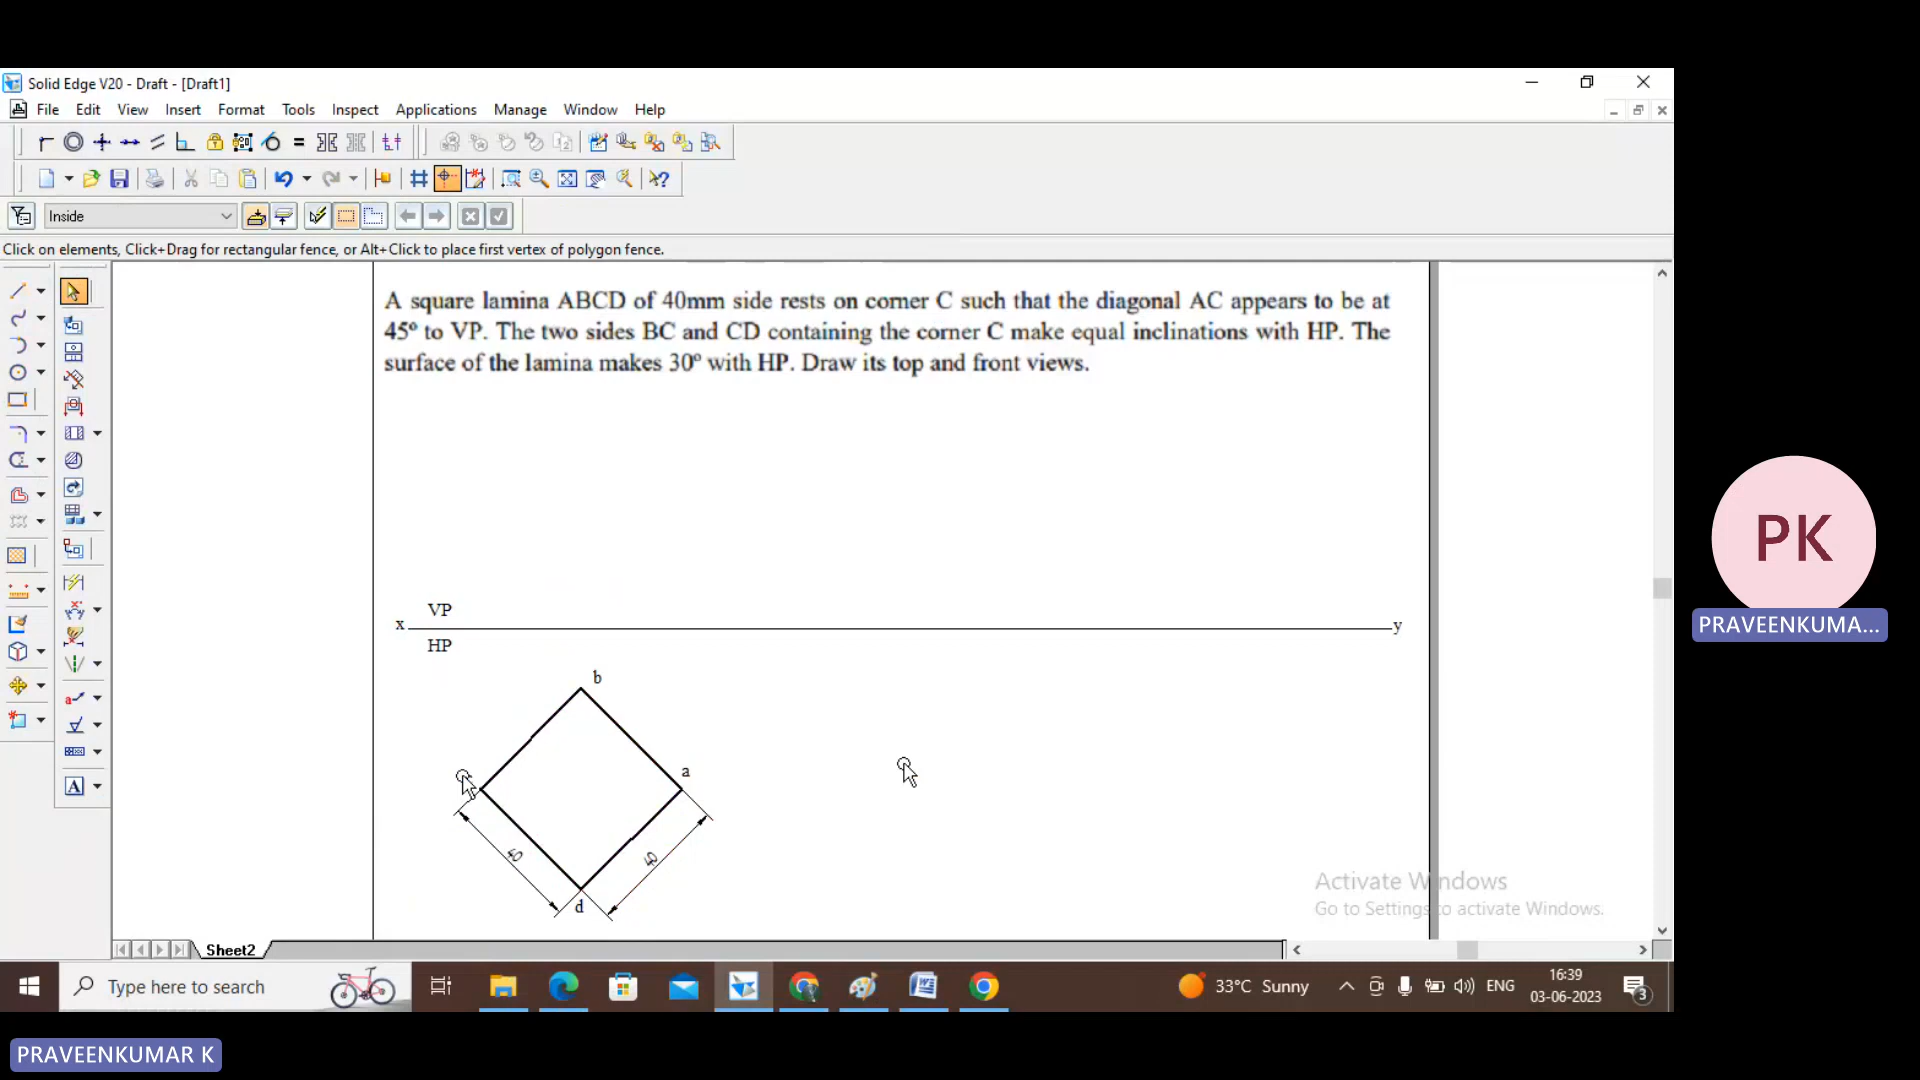 Solid Edge V20 - Draft - [Draft1]
File Edit View Insert Format Tools Inspect Applications Manage Window Help
Inside
Click on elements, Click+Drag for rectangular fence, or Alt+Click to place first vertex of polygon fence.
A square lamina ABCD of 40mm side rests on corner C such that the diagonal AC appears to be at
45º to VP. The two sides BC and CD containing the corner C make equal inclinations with HP. The
surface of the lamina makes 30º with HP. Draw its top and front views.
VP
x y
HP
b
a
40 40
d
PK
PRAVEENKUMA...
Activate Windows
Go to Settings to activate Windows.
Sheet2
Type here to search
33°C Sunny
ENG
16:39
03-06-2023
3
PRAVEENKUMAR K